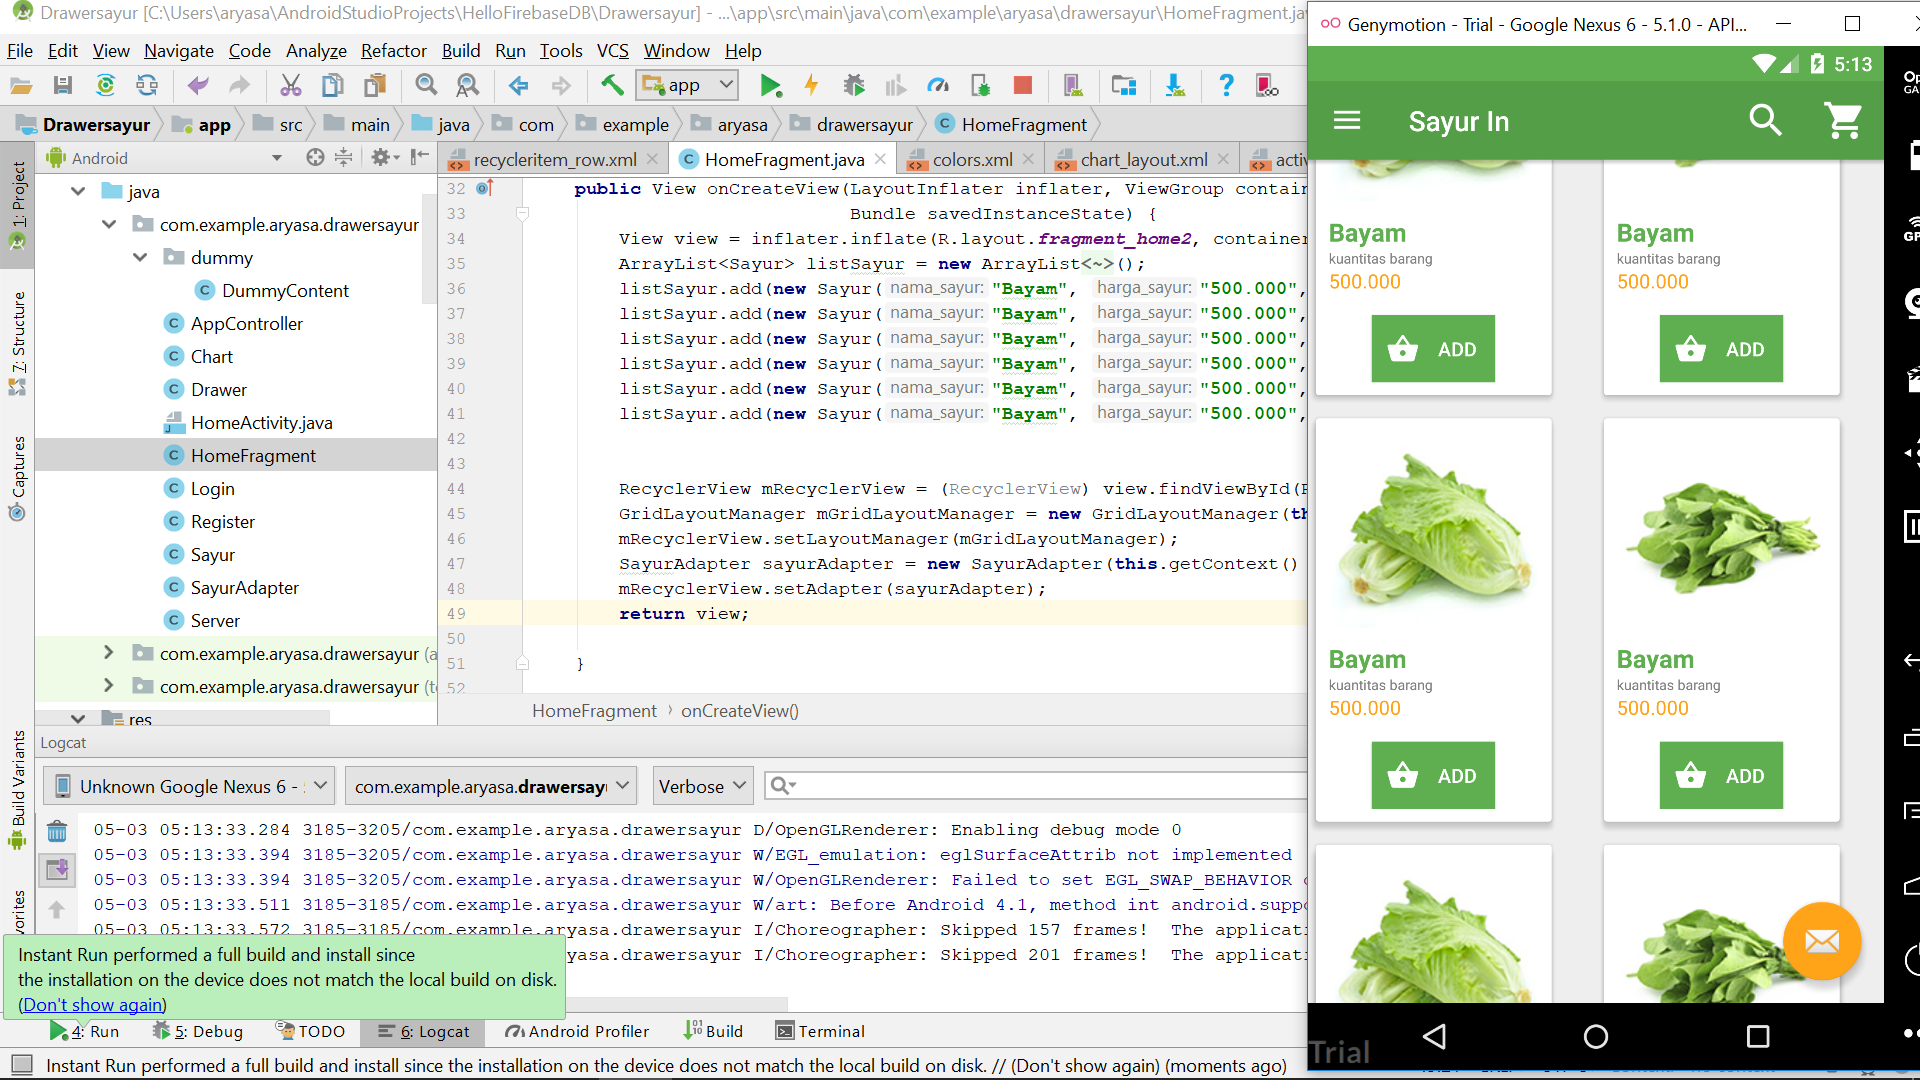 Drawersayur [C:\Users\aryasa\AndroidStudioProjects\HelloFirebaseDB\Drawersayur] - ...\app\src\main\java\com\example\aryasa\drawersayur\HomeFragment.ja
File Edit View Navigate Code Analyze Refactor Build Run Tools VCS Window Help
app
Drawersayur app src main java com example aryasa drawersayur HomeFragment
Android
recycleritem_row.xml HomeFragment.java colors.xml chart_layout.xml activ
1: Project
7: Structure
Captures
Build Variants
vorites
java
com.example.aryasa.drawersayur
dummy
DummyContent
AppController
Chart
Drawer
HomeActivity.java
HomeFragment
Login
Register
Sayur
SayurAdapter
Server
com.example.aryasa.drawersayur (a
com.example.aryasa.drawersayur (te
res
32 public View onCreateView(LayoutInflater inflater, ViewGroup contain
33 Bundle savedInstanceState) {
34 View view = inflater.inflate(R.layout.fragment_home2, container
35 ArrayList<Sayur> listSayur = new ArrayList<~>();
36 listSayur.add(new Sayur( nama_sayur: "Bayam", harga_sayur: "500.000",
37 listSayur.add(new Sayur( nama_sayur: "Bayam", harga_sayur: "500.000",
38 listSayur.add(new Sayur( nama_sayur: "Bayam", harga_sayur: "500.000",
39 listSayur.add(new Sayur( nama_sayur: "Bayam", harga_sayur: "500.000",
40 listSayur.add(new Sayur( nama_sayur: "Bayam", harga_sayur: "500.000",
41 listSayur.add(new Sayur( nama_sayur: "Bayam", harga_sayur: "500.000",
42
43
44 RecyclerView mRecyclerView = (RecyclerView) view.findViewById(R
45 GridLayoutManager mGridLayoutManager = new GridLayoutManager(th
46 mRecyclerView.setLayoutManager(mGridLayoutManager);
47 SayurAdapter sayurAdapter = new SayurAdapter(this.getContext()
48 mRecyclerView.setAdapter(sayurAdapter);
49 return view;
50
51 }
52
HomeFragment › onCreateView()
Logcat
Unknown Google Nexus 6 - com.example.aryasa.drawersay Verbose
05-03 05:13:33.284 3185-3205/com.example.aryasa.drawersayur D/OpenGLRenderer: Enabling debug mode 0
05-03 05:13:33.394 3185-3205/com.example.aryasa.drawersayur W/EGL_emulation: eglSurfaceAttrib not implemented
05-03 05:13:33.394 3185-3205/com.example.aryasa.drawersayur W/OpenGLRenderer: Failed to set EGL_SWAP_BEHAVIOR
05-03 05:13:33.511 3185-3185/com.example.aryasa.drawersayur W/art: Before Android 4.1, method int android.supp
05-03 05:13:33.572 3185-3185/com.example.aryasa.drawersayur I/Choreographer: Skipped 157 frames! The applicati
yasa.drawersayur I/Choreographer: Skipped 201 frames! The applicati
Instant Run performed a full build and install since
the installation on the device does not match the local build on disk.
(Don't show again)
4: Run 5: Debug TODO 6: Logcat Android Profiler Build Terminal
Instant Run performed a full build and install since the installation on the device does not match the local build on disk. // (Don't show again) (moments ago)
Genymotion - Trial - Google Nexus 6 - 5.1.0 - API...
5:13
Sayur In
Bayam
kuantitas barang
500.000
ADD
Bayam
kuantitas barang
500.000
ADD
Bayam
kuantitas barang
500.000
ADD
Bayam
kuantitas barang
500.000
ADD
Trial